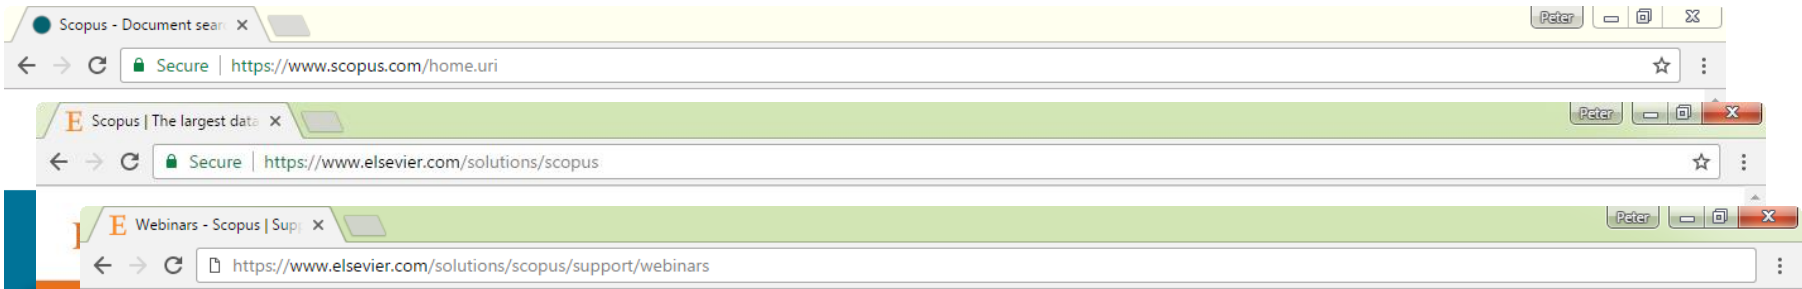 Scopus - Document sear
Peter
Secure https://www.scopus.com/home.uri
E Scopus | The largest data
Peter
Secure https://www.elsevier.com/solutions/scopus
E Webinars - Scopus | Sup
Peter
https://www.elsevier.com/solutions/scopus/support/webinars